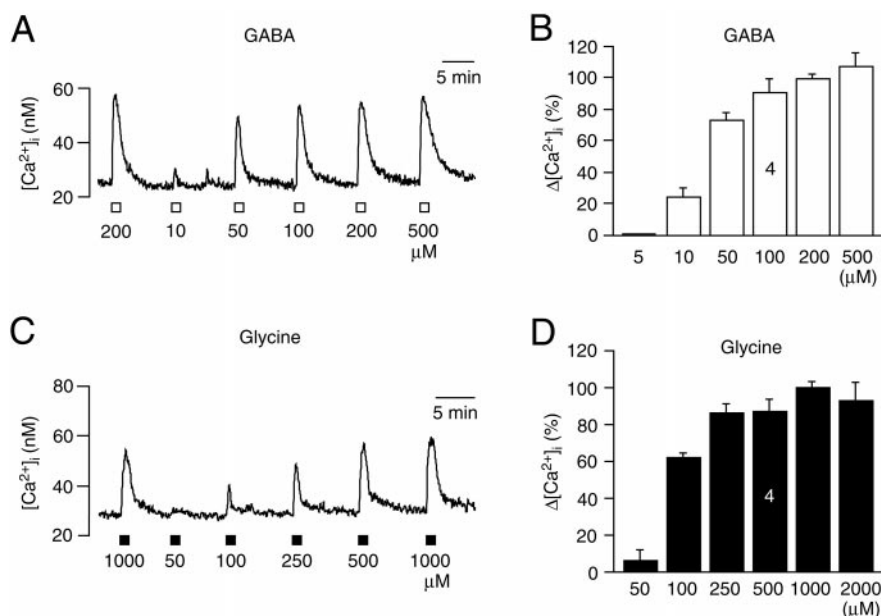 A
GABA
5 min
[Ca²⁺]ᵢ (nM)
60
40
20
200 10 50 100 200 500
μM
B
GABA
Δ[Ca²⁺]ᵢ (%)
120
100
80
60
40
20
0
4
5 10 50 100 200 500
(μM)
C
Glycine
5 min
[Ca²⁺]ᵢ (nM)
80
60
40
20
1000 50 100 250 500 1000
μM
D
Glycine
Δ[Ca²⁺]ᵢ (%)
120
100
80
60
40
20
0
4
50 100 250 500 1000 2000
(μM)